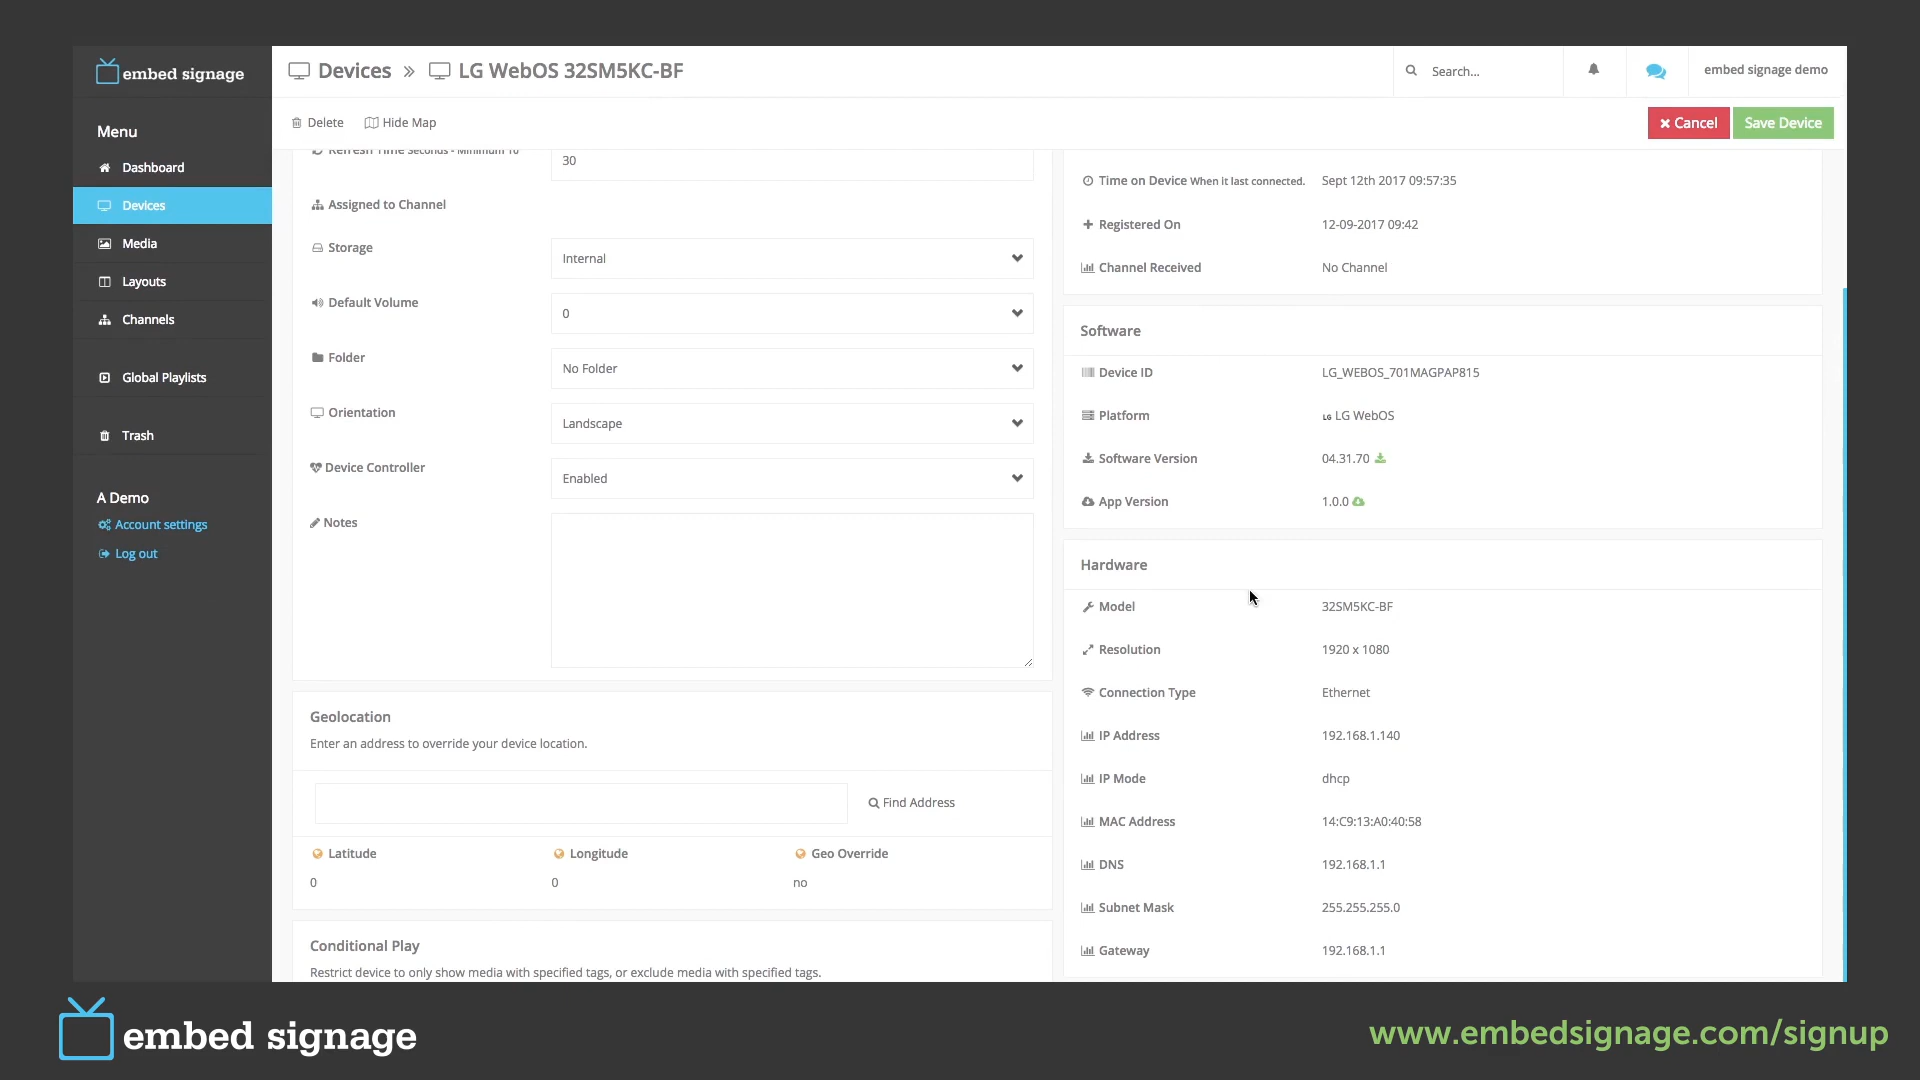 embed signage
Devices » LG WebOS 32SM5KC-BF
Search...
embed signage demo
Delete
Hide Map
Cancel
Save Device
Menu
Dashboard
Devices
Media
Layouts
Channels
Global Playlists
Trash
A Demo
Account settings
Log out
Refresh Time Seconds - Minimum 10
30
Assigned to Channel
Storage
Internal
Default Volume
0
Folder
No Folder
Orientation
Landscape
Device Controller
Enabled
Notes
Geolocation
Enter an address to override your device location.
Find Address
Latitude Longitude Geo Override
0 0 no
Conditional Play
Restrict device to only show media with specified tags, or exclude media with specified tags.
Time on Device When it last connected. Sept 12th 2017 09:57:35
Registered On 12-09-2017 09:42
Channel Received No Channel
Software
Device ID LG_WEBOS_701MAGPAP815
Platform LG LG WebOS
Software Version 04.31.70
App Version 1.0.0
Hardware
Model 32SM5KC-BF
Resolution 1920 x 1080
Connection Type Ethernet
IP Address 192.168.1.140
IP Mode dhcp
MAC Address 14:C9:13:A0:40:58
DNS 192.168.1.1
Subnet Mask 255.255.255.0
Gateway 192.168.1.1
embed signage
www.embedsignage.com/signup